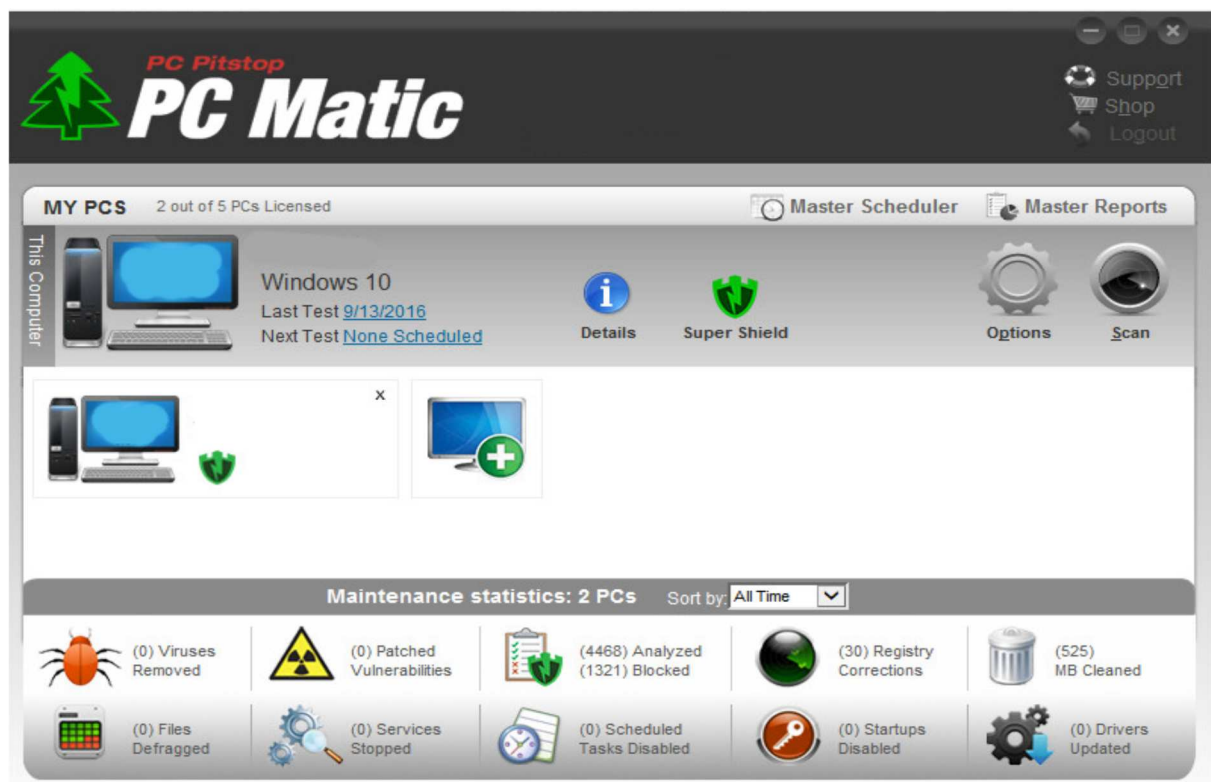 PC Pitstop
PC Matic
Support
Shop
Logout
MY PCS 2 out of 5 PCs Licensed Master Scheduler Master Reports
This Computer
Windows 10
Last Test 9/13/2016
Next Test None Scheduled
Details
Super Shield
Options
Scan
x
Maintenance statistics: 2 PCs Sort by: All Time
(0) Viruses
Removed
(0) Patched
Vulnerabilities
(4468) Analyzed
(1321) Blocked
(30) Registry
Corrections
(525)
MB Cleaned
(0) Files
Defragged
(0) Services
Stopped
(0) Scheduled
Tasks Disabled
(0) Startups
Disabled
(0) Drivers
Updated